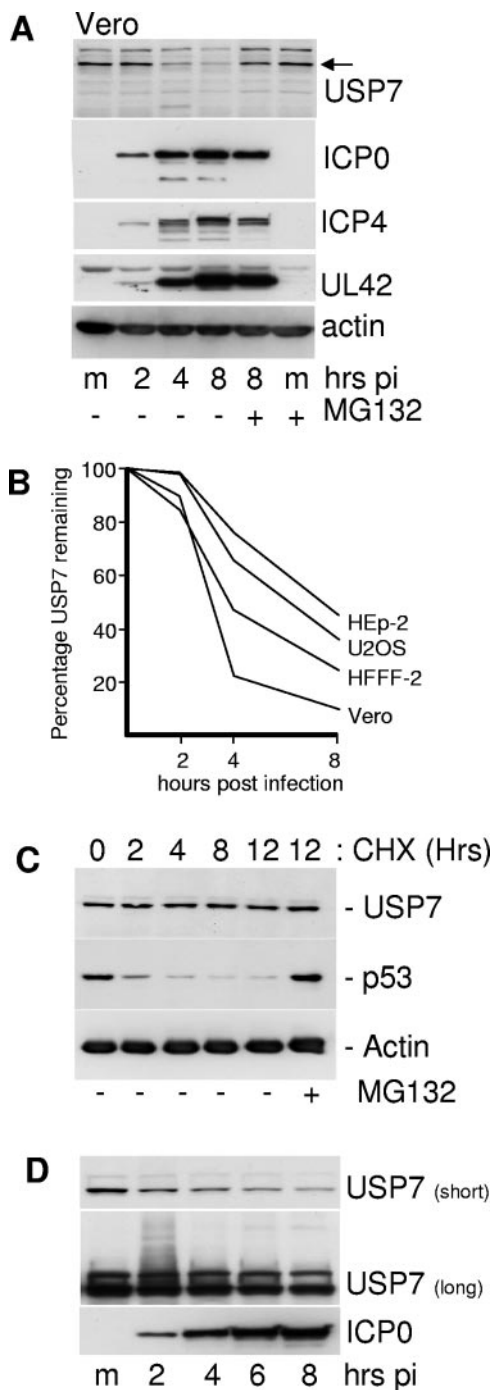 A
Vero
USP7
ICP0
ICP4
UL42
actin
m 2 4 8 8 m hrs pi
- - - - + + MG132
B
Percentage USP7 remaining
100
80
60
40
20
HEp-2
U2OS
HFFF-2
Vero
2 4 8
hours post infection
C
0 2 4 8 12 12 : CHX (Hrs)
- USP7
- p53
- Actin
- - - - - + MG132
D
USP7 (short)
USP7 (long)
ICP0
m 2 4 6 8 hrs pi